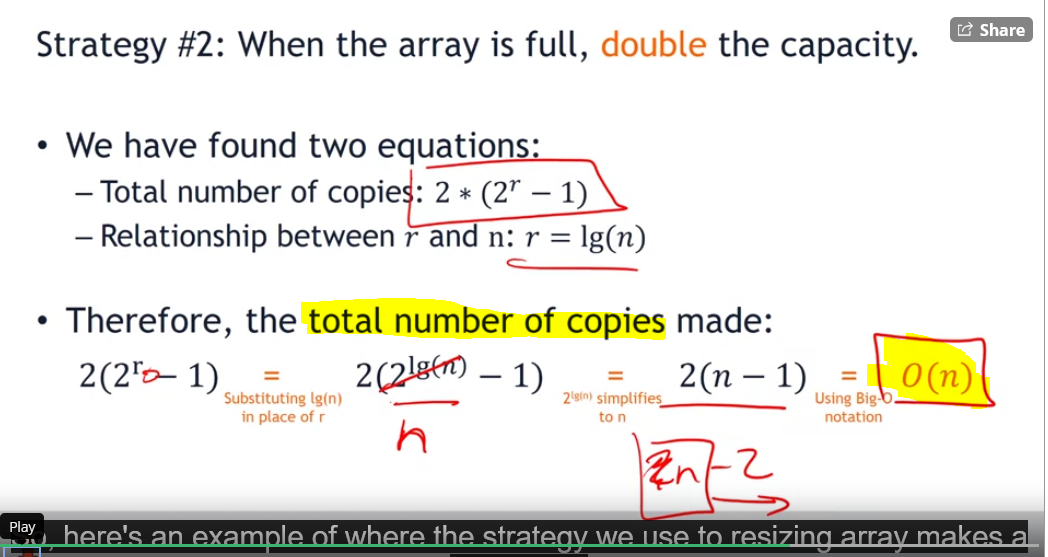 Share
Strategy #2: When the array is full, double the capacity.
• We have found two equations:
– Total number of copies: 2 ∗ (2^r − 1)
– Relationship between r and n: r = lg(n)
• Therefore, the total number of copies made:
2(2^r − 1) = 2(2^lg(n) − 1) = 2(n − 1) = O(n)
Substituting lg(n) 2^lg(n) simplifies Using Big-O
in place of r to n notation
n
2n - 2
Play
, here's an example of where the strategy we use to resizing array makes a